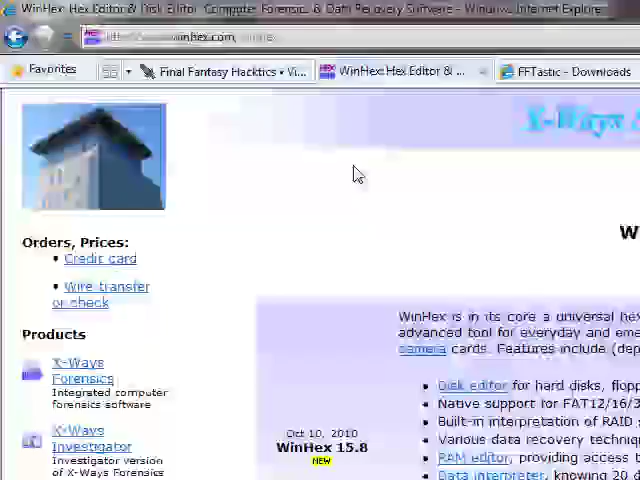 WinHex: Hex Editor & Disk Editor, Computer Forensics & Data Recovery Software - Windows Internet Explorer
winhex.com
Favorites
Final Fantasy Hacktics • Vi...
WinHex: Hex Editor & ...
FFTastic - Downloads
X-Ways
W
Orders, Prices:
• Credit card
• Wire transfer
or check
Products
X-Ways
Forensics
Integrated computer
forensics software
X-Ways
Investigator
Investigator version
of X-Ways Forensics
WinHex is in its core a universal hex
advanced tool for everyday and eme
camera cards. Features include (dep
• Disk editor for hard disks, flopp
• Native support for FAT12/16/3
• Built-in interpretation of RAID
• Various data recovery techniq
• RAM editor, providing access t
• Data interpreter, knowing 20 d
Oct 10, 2010
WinHex 15.8
NEW